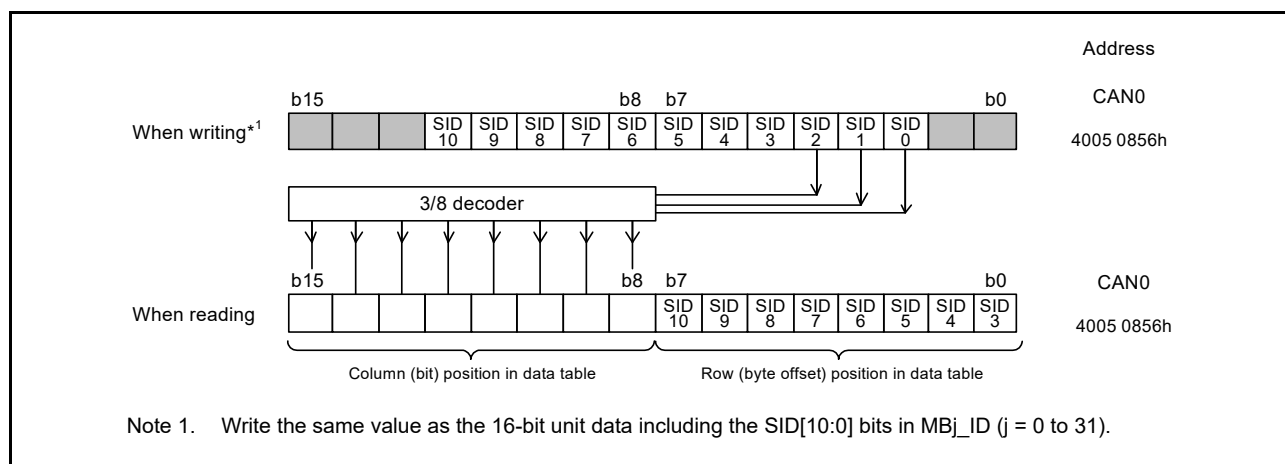 Address
b15 b8 b7 b0 CAN0
When writing*1 SID 10 SID 9 SID 8 SID 7 SID 6 SID 5 SID 4 SID 3 SID 2 SID 1 SID 0 4005 0856h
3/8 decoder
b15 b8 b7 b0 CAN0
When reading SID 10 SID 9 SID 8 SID 7 SID 6 SID 5 SID 4 SID 3 4005 0856h
Column (bit) position in data table Row (byte offset) position in data table
Note 1. Write the same value as the 16-bit unit data including the SID[10:0] bits in MBj_ID (j = 0 to 31).